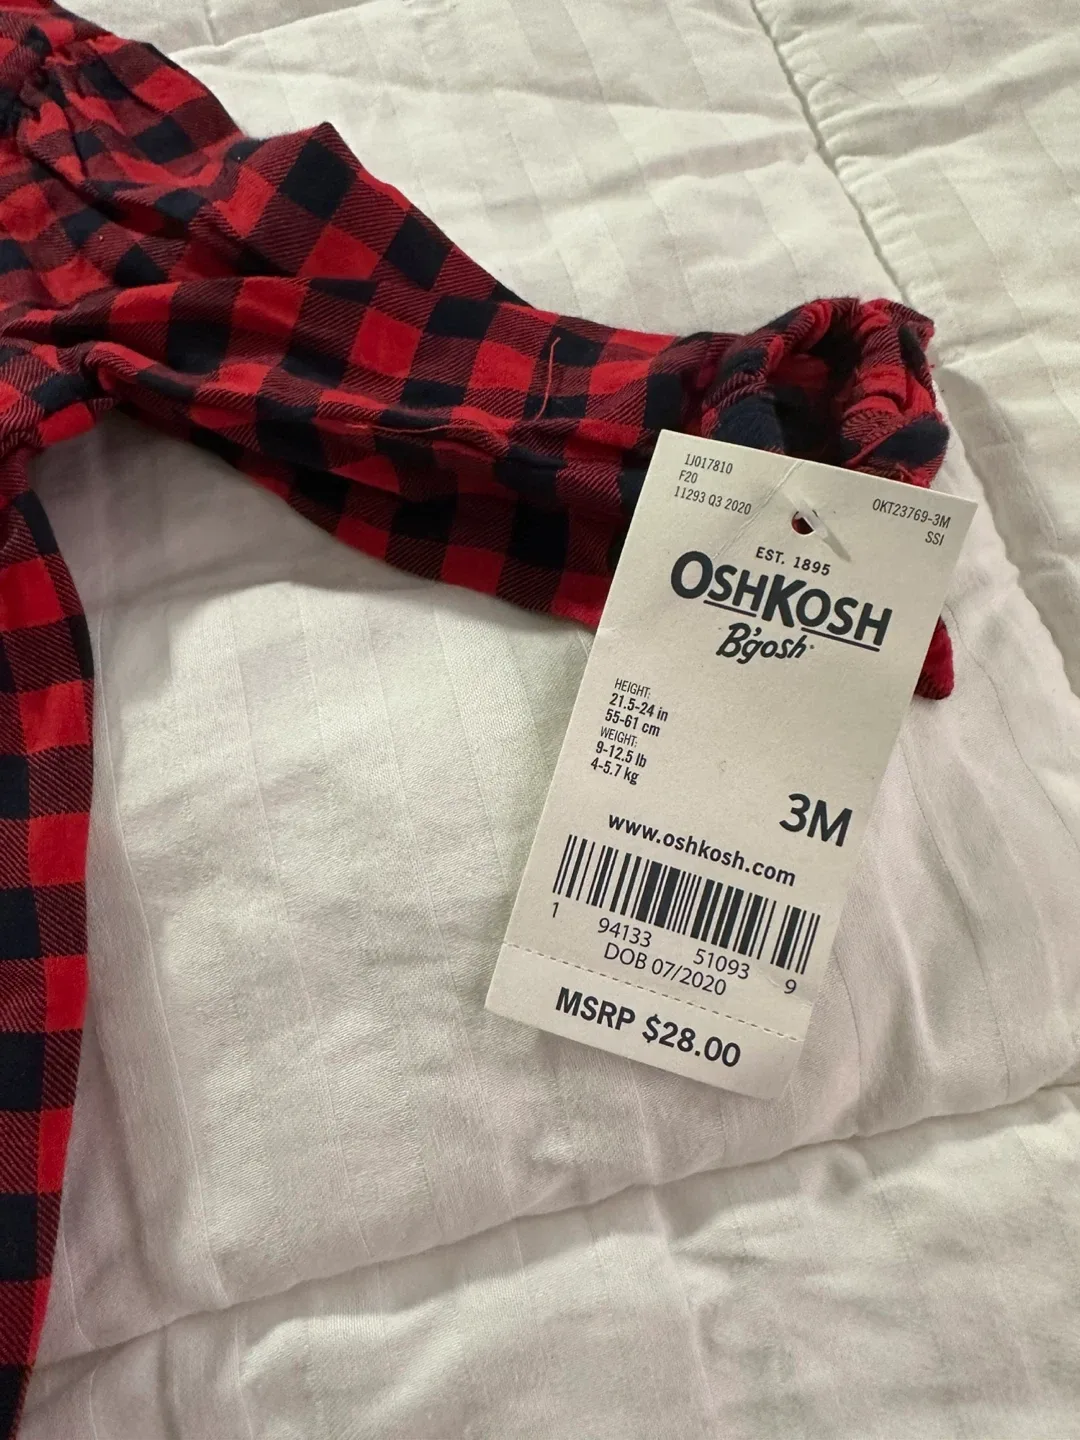 1J017810
F20
11293 Q3 2020
OKT23769-3M
SSI
EST. 1895
OSHKOSH
B'gosh
HEIGHT:
21.5-24 in
55-61 cm
WEIGHT:
9-12.5 lb
4-5.7 kg
3M
www.oshkosh.com
1 94133 51093 9
DOB 07/2020
MSRP $28.00